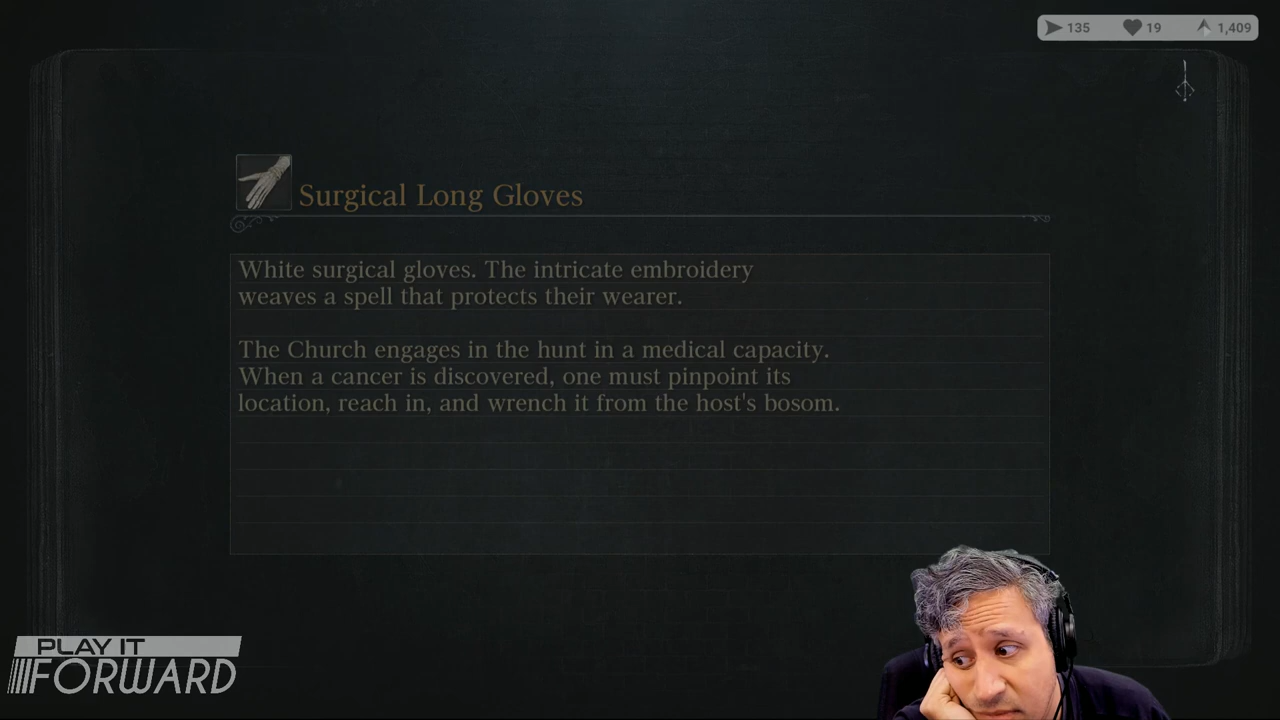 135 19 1,409
Surgical Long Gloves
White surgical gloves. The intricate embroidery
weaves a spell that protects their wearer.
The Church engages in the hunt in a medical capacity.
When a cancer is discovered, one must pinpoint its
location, reach in, and wrench it from the host's bosom.
PLAY IT
FORWARD